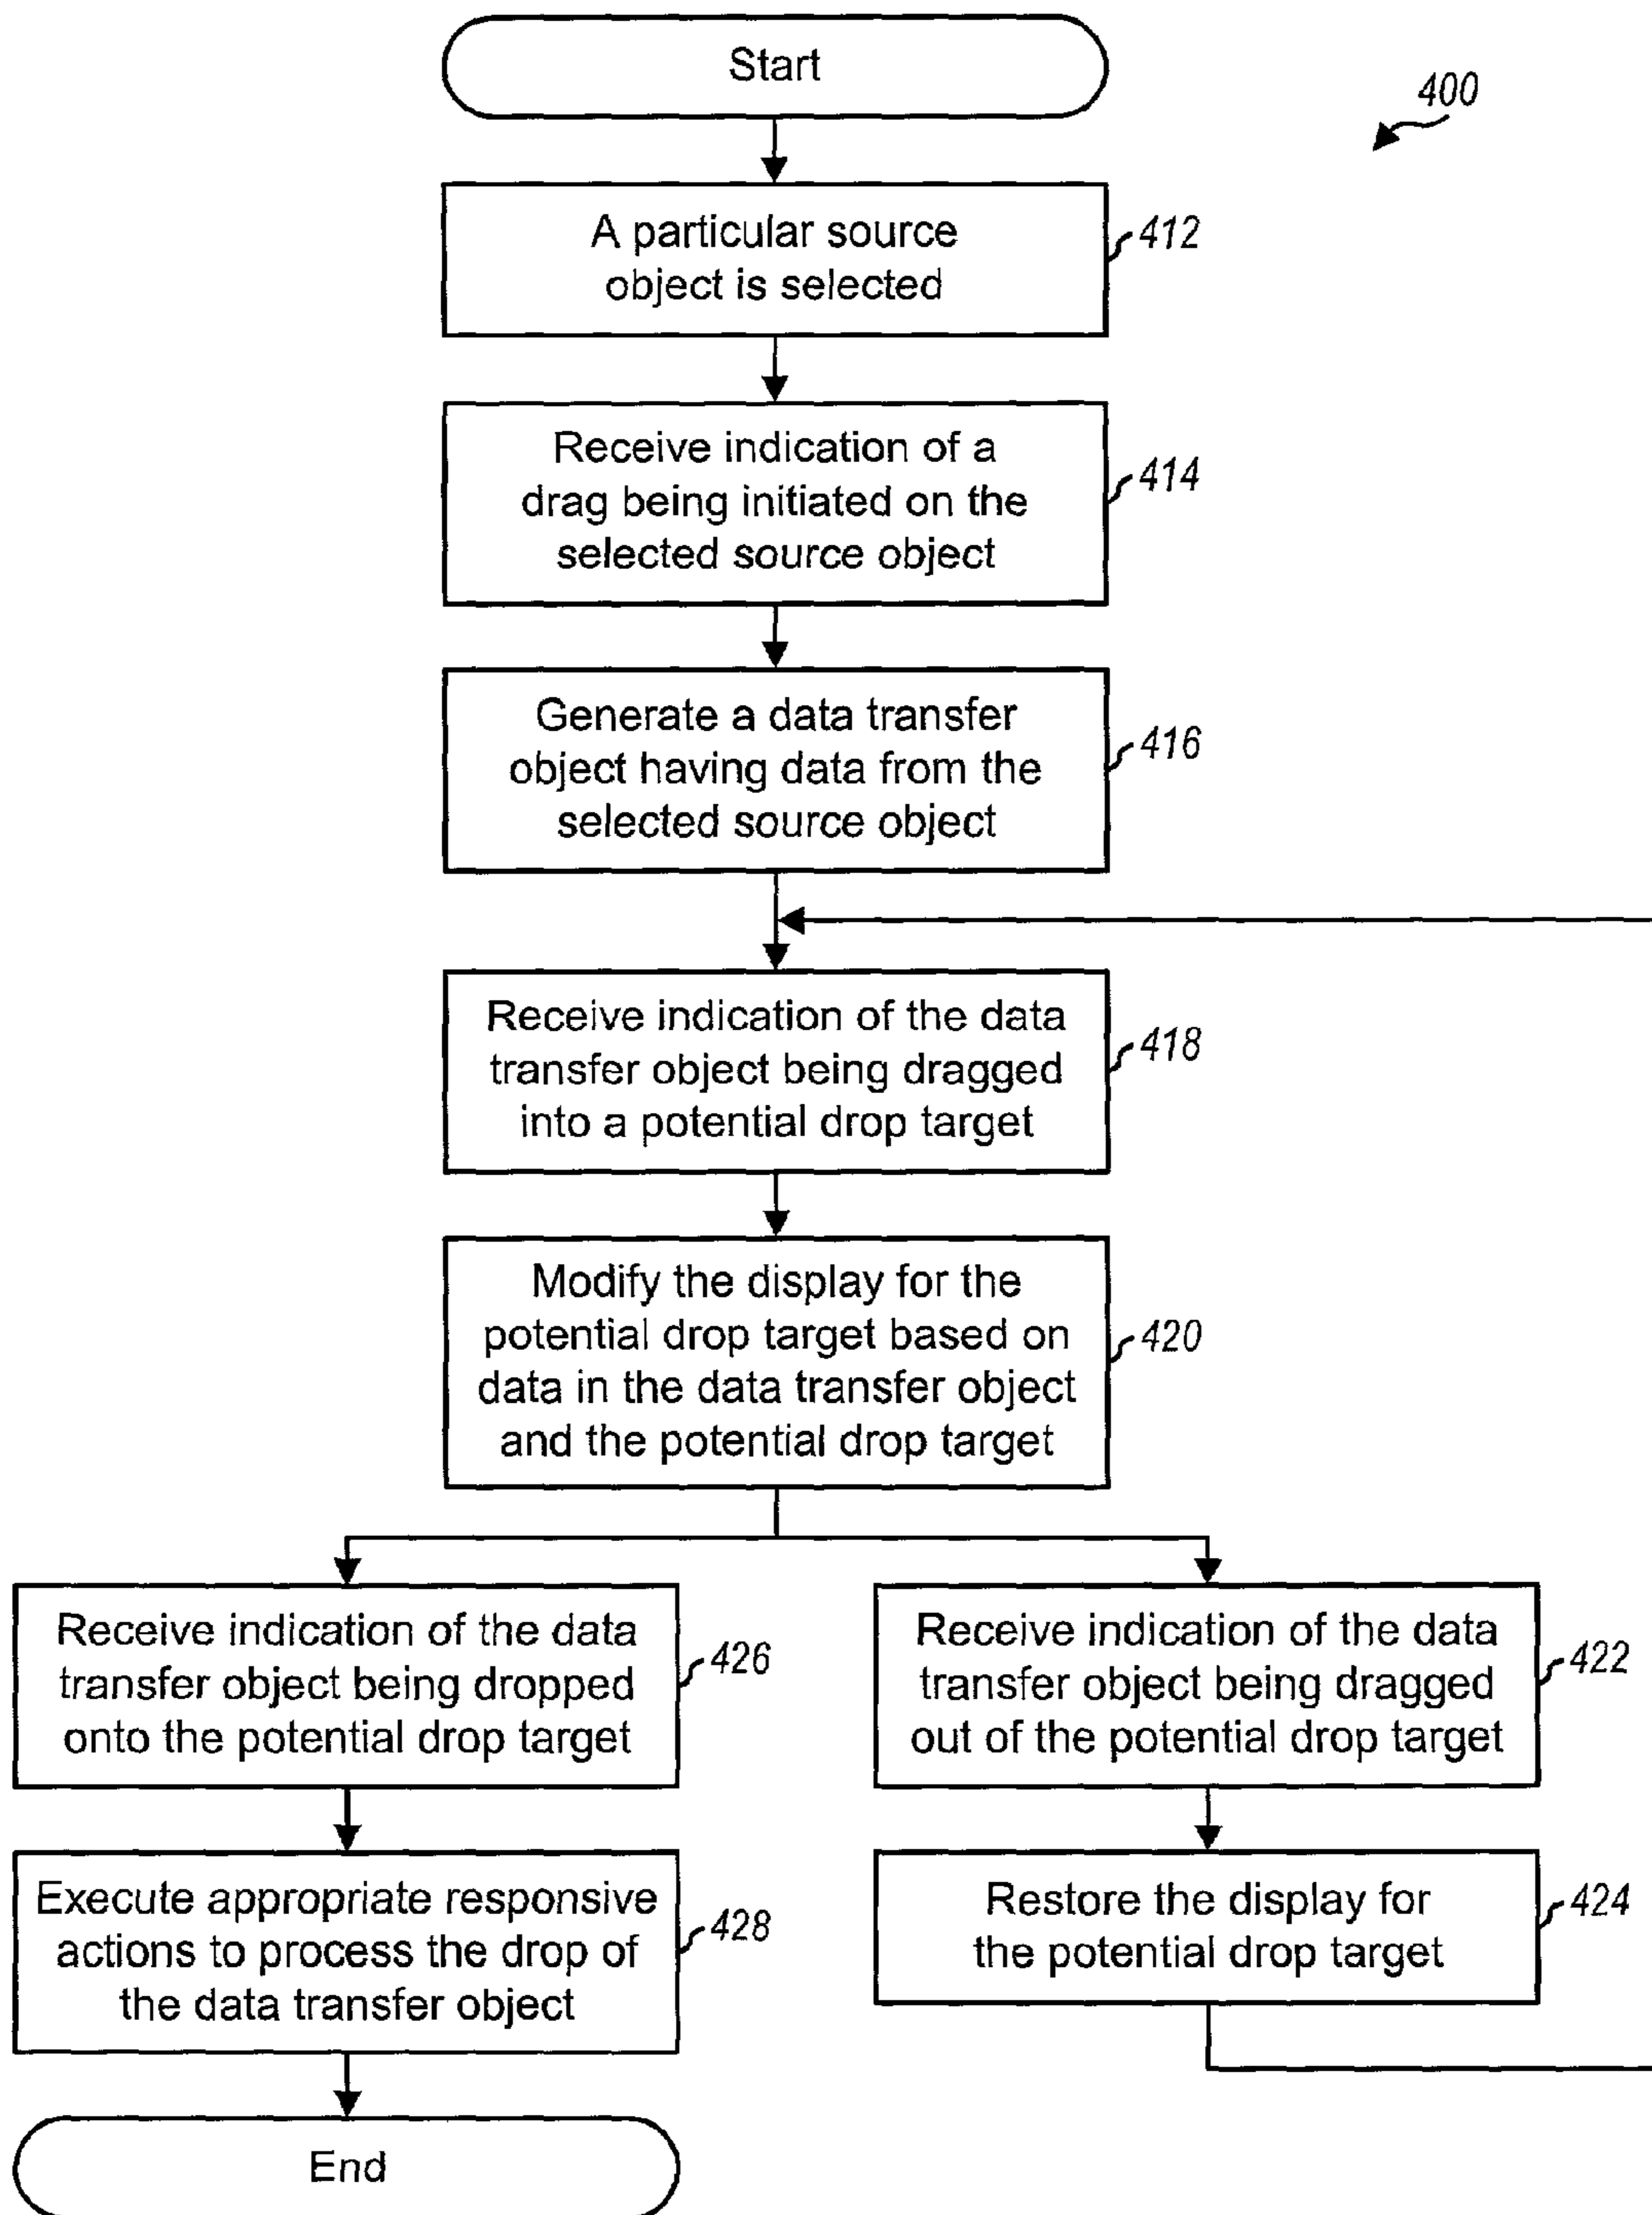 Start
400
A particular source
object is selected
412
Receive indication of a
drag being initiated on the
selected source object
414
Generate a data transfer
object having data from the
selected source object
416
Receive indication of the data
transfer object being dragged
into a potential drop target
418
Modify the display for the
potential drop target based on
data in the data transfer object
and the potential drop target
420
Receive indication of the data
transfer object being dropped
onto the potential drop target
426
Receive indication of the data
transfer object being dragged
out of the potential drop target
422
Execute appropriate responsive
actions to process the drop of
the data transfer object
428
Restore the display for
the potential drop target
424
End